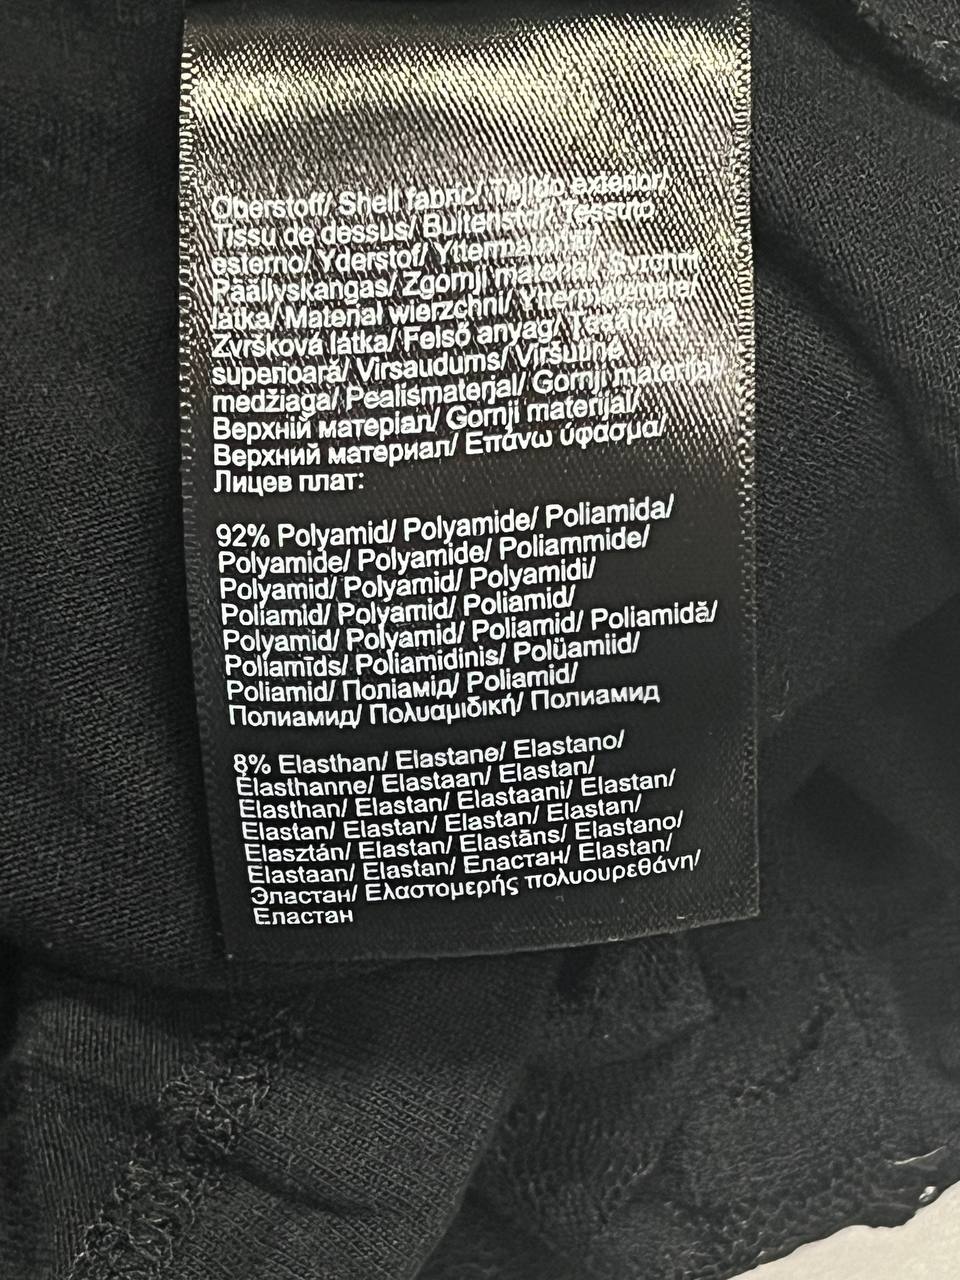 Oberstoff/ Shell fabric/ Tejido exterior/
Tissu de dessus/ Buitenstof/ Tessuto
esterno/ Yderstof/ Yttermaterial/
Päällyskangas/ Zgornji material/ Svrchní
látka/ Materiał wierzchni/ Yttermateriale/
Zvršková látka/ Felső anyag/ Țesătură
superioară/ Virsaudums/ Viršutinė
medžiaga/ Pealismaterjal/ Gornji materijal/
Верхній матеріал/ Gornji materijal/
Верхний материал/ Επάνω ύφασμα/
Лицев плат:
92% Polyamid/ Polyamide/ Poliamida/
Polyamide/ Polyamide/ Poliammide/
Polyamid/ Polyamid/ Polyamidi/
Poliamid/ Polyamid/ Poliamid/
Polyamid/ Polyamid/ Poliamid/ Poliamidă/
Poliamīds/ Poliamidinis/ Polüamiid/
Poliamid/ Поліамід/ Poliamid/
Полиамид/ Πολυαμιδική/ Полиамид
8% Elasthan/ Elastane/ Elastano/
Élasthanne/ Elastaan/ Elastan/
Elasthan/ Elastan/ Elastaani/ Elastan/
Elastan/ Elastan/ Elastan/ Elastan/
Elasztán/ Elastan/ Elastāns/ Elastano/
Elastaan/ Elastan/ Еластан/ Elastan/
Эластан/ Ελαστομερής πολυουρεθάνη/
Еластан